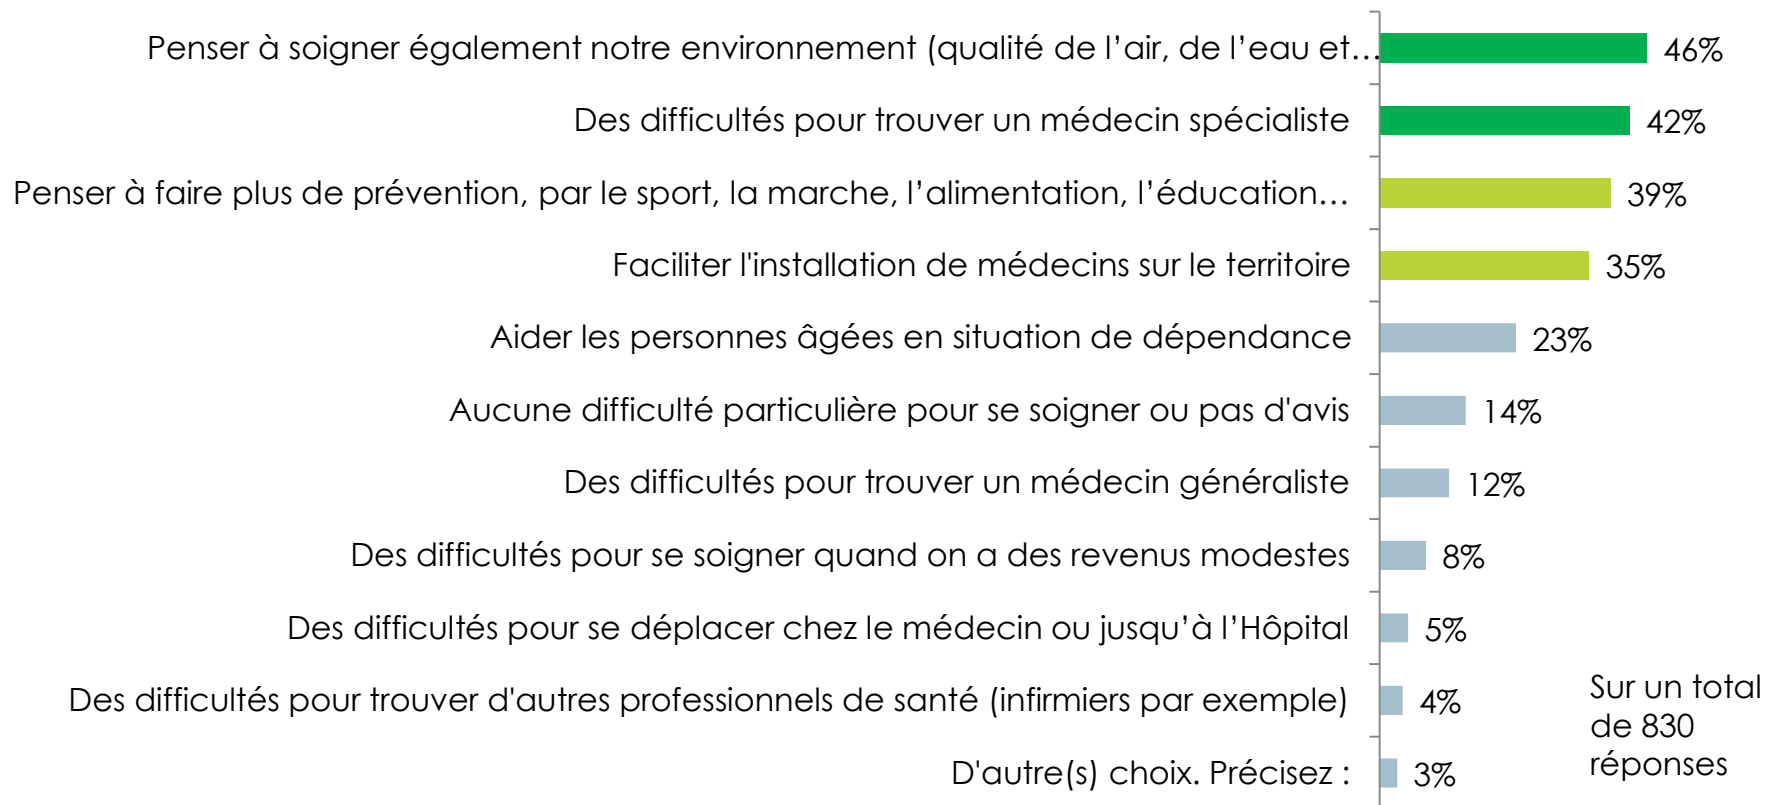 Penser à soigner également notre environnement (qualité de l’air, de l’eau et… 46%
Des difficultés pour trouver un médecin spécialiste 42%
Penser à faire plus de prévention, par le sport, la marche, l’alimentation, l’éducation… 39%
Faciliter l'installation de médecins sur le territoire 35%
Aider les personnes âgées en situation de dépendance 23%
Aucune difficulté particulière pour se soigner ou pas d'avis 14%
Des difficultés pour trouver un médecin généraliste 12%
Des difficultés pour se soigner quand on a des revenus modestes 8%
Des difficultés pour se déplacer chez le médecin ou jusqu’à l’Hôpital 5%
Des difficultés pour trouver d'autres professionnels de santé (infirmiers par exemple) 4%
D'autre(s) choix. Précisez : 3%
Sur un total
de 830
réponses